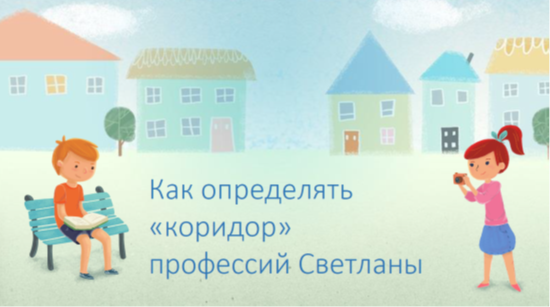 Как определять
«коридор»
профессий Светланы